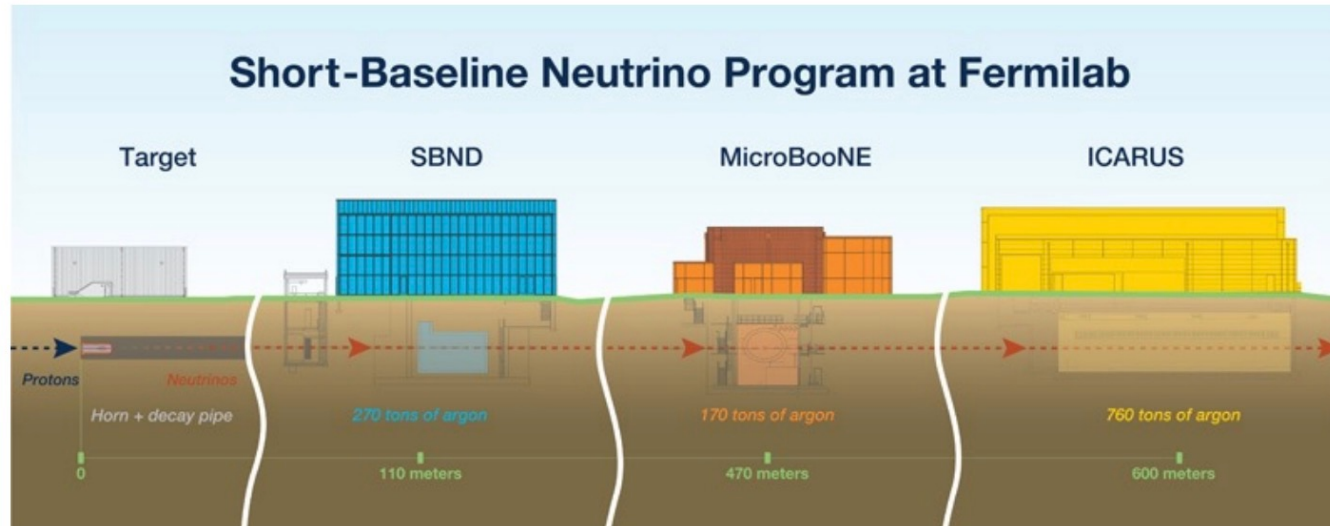 Short-Baseline Neutrino Program at Fermilab
Target
SBND
MicroBooNE
ICARUS
Protons
Neutrinos
Horn + decay pipe
270 tons of argon
170 tons of argon
760 tons of argon
0
110 meters
470 meters
600 meters